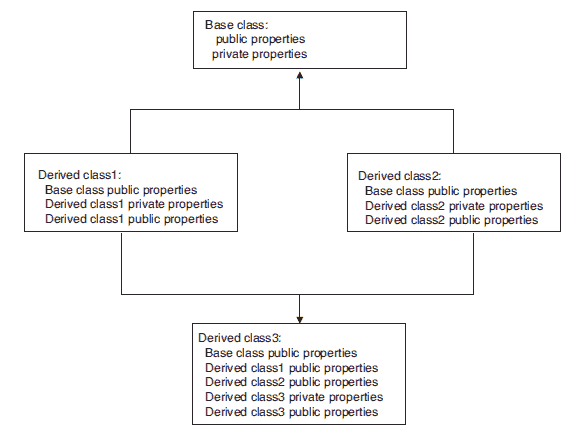 Base class:
public properties
private properties
Derived class1:
Base class public properties
Derived class1 private properties
Derived class1 public properties
Derived class2:
Base class public properties
Derived class2 private properties
Derived class2 public properties
Derived class3:
Base class public properties
Derived class1 public properties
Derived class2 public properties
Derived class3 private properties
Derived class3 public properties